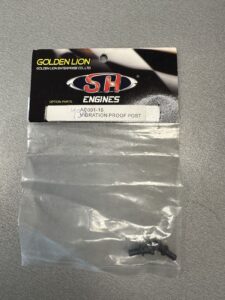 GOLDEN LION
GOLDEN LION ENTERPRISE CO., LTD
SH
ENGINES
OPTION PARTS
VIBRATION-PROOF POST